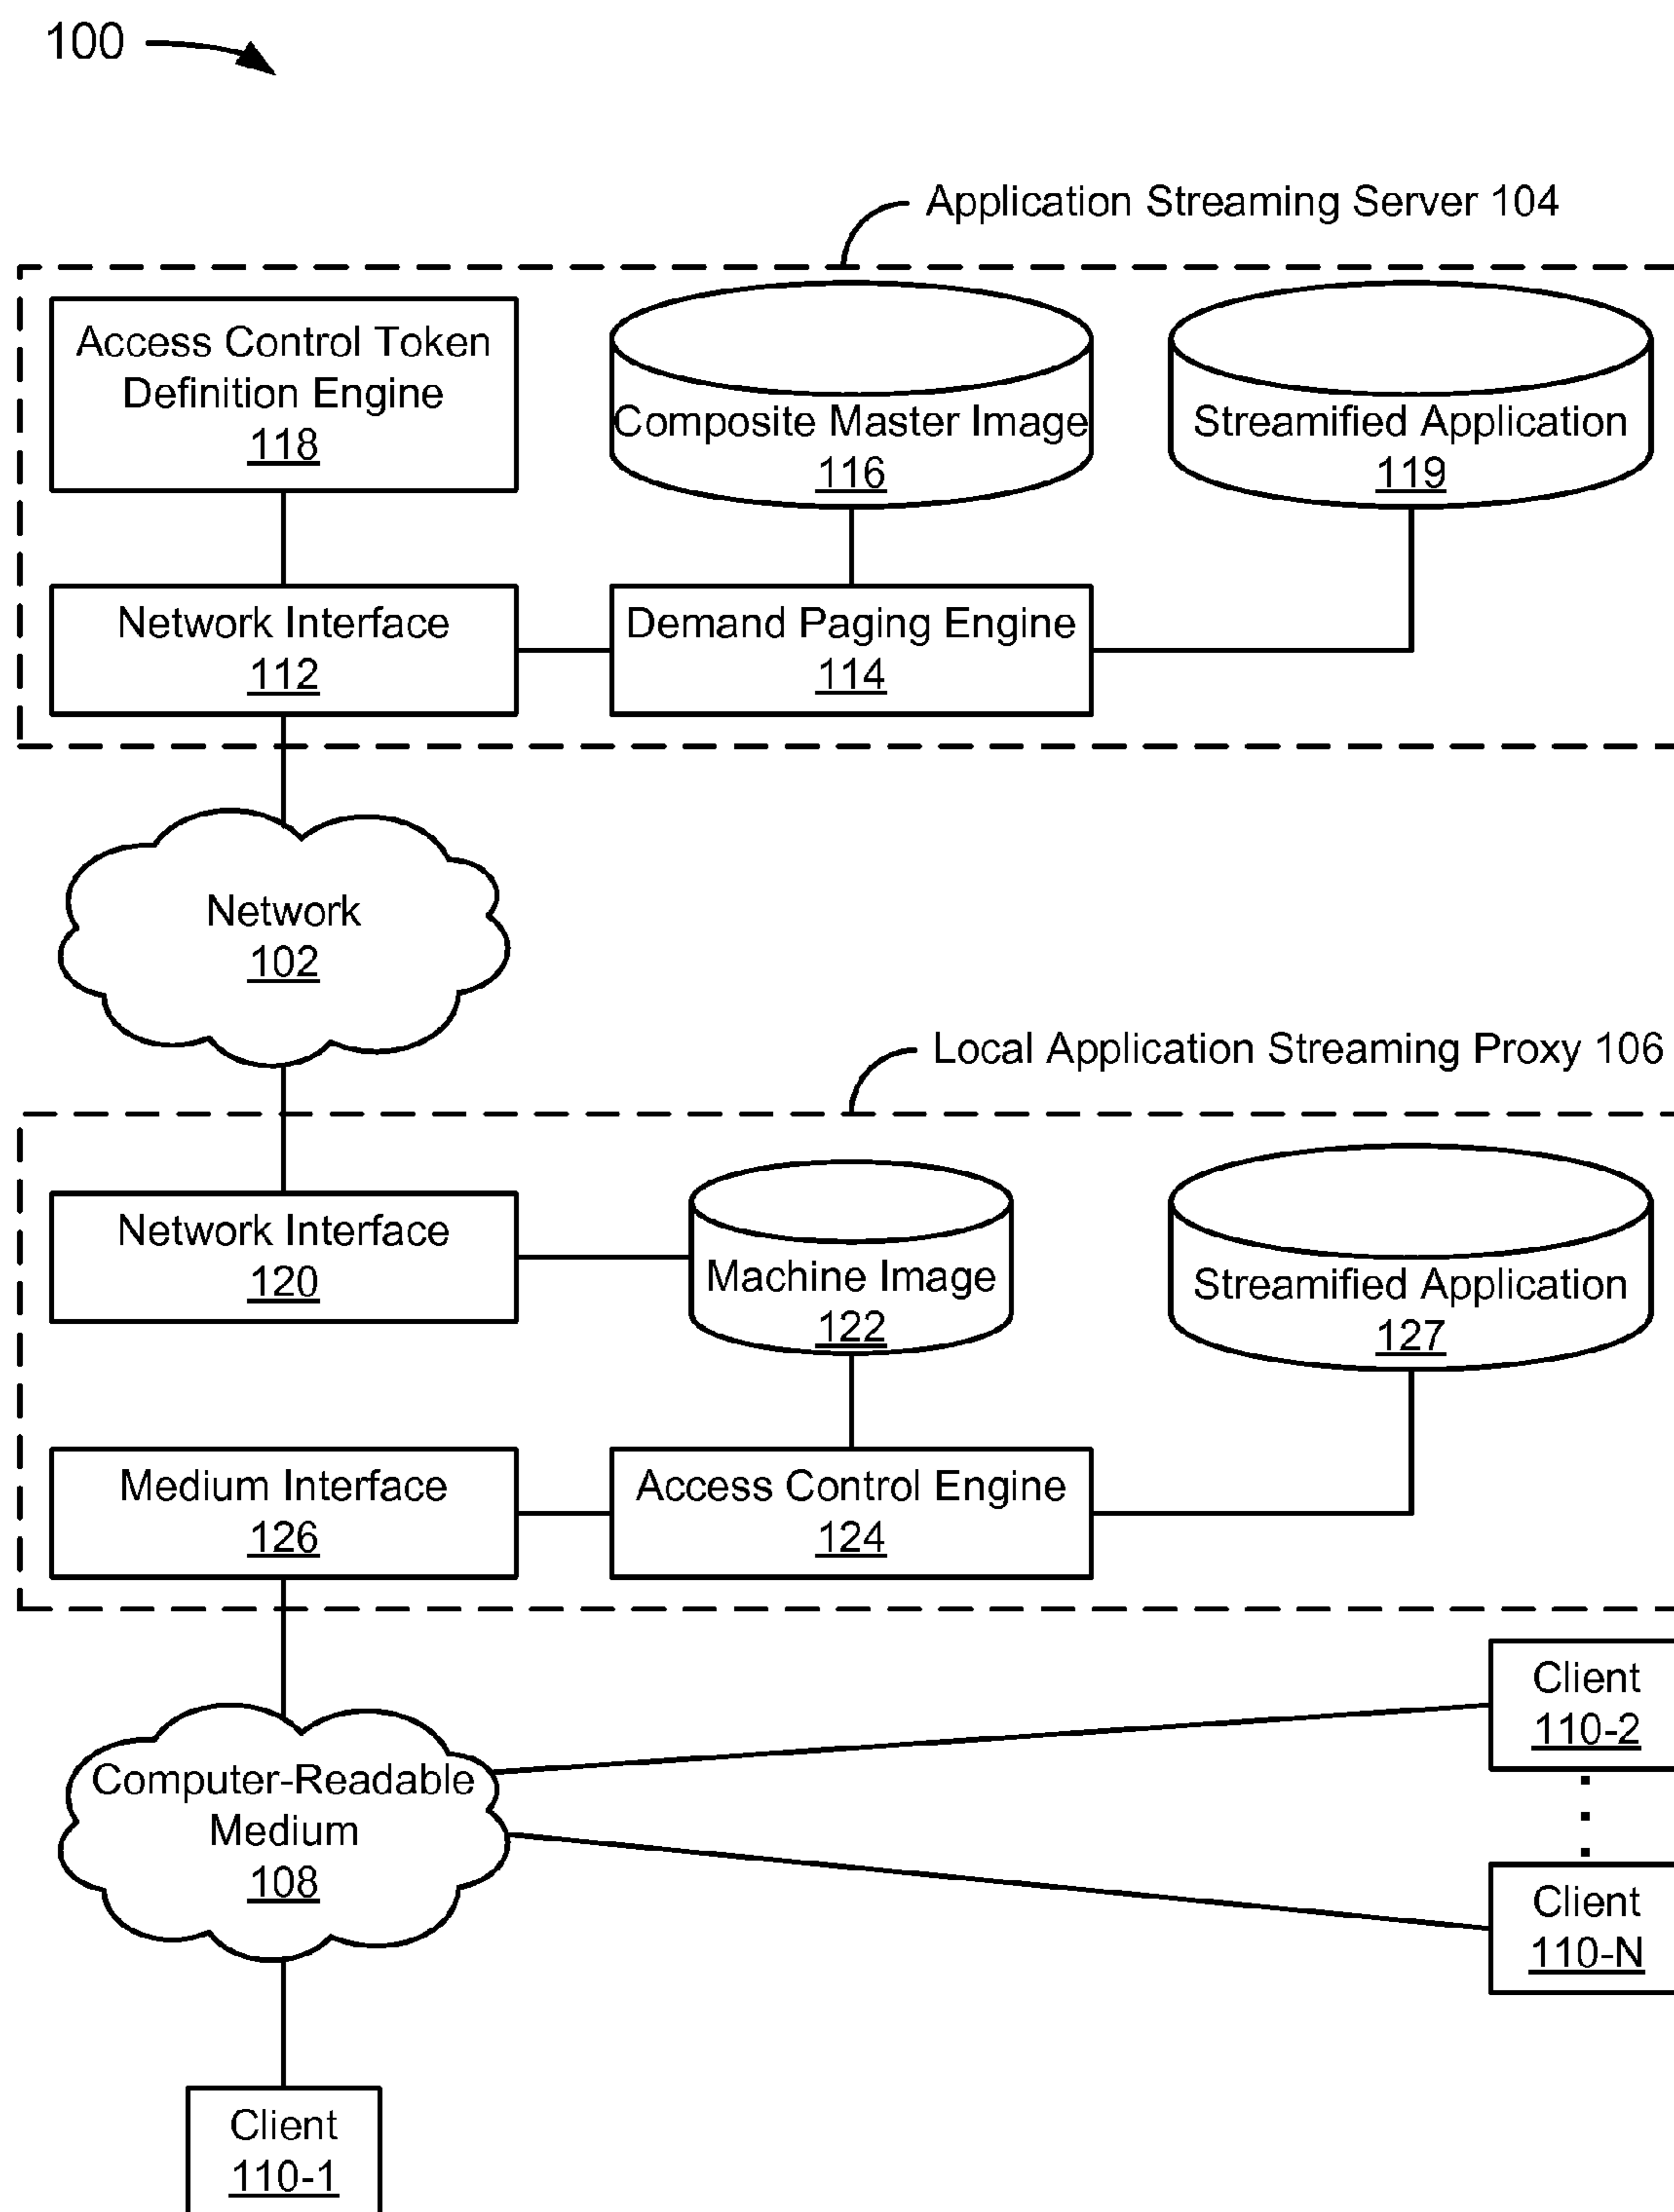 100
Application Streaming Server 104
Access Control Token
Definition Engine
118
Composite Master Image
116
Streamified Application
119
Network Interface
112
Demand Paging Engine
114
Network
102
Local Application Streaming Proxy 106
Network Interface
120
Machine Image
122
Streamified Application
127
Medium Interface
126
Access Control Engine
124
Client
110-2
Computer-Readable
Medium
108
Client
110-N
Client
110-1